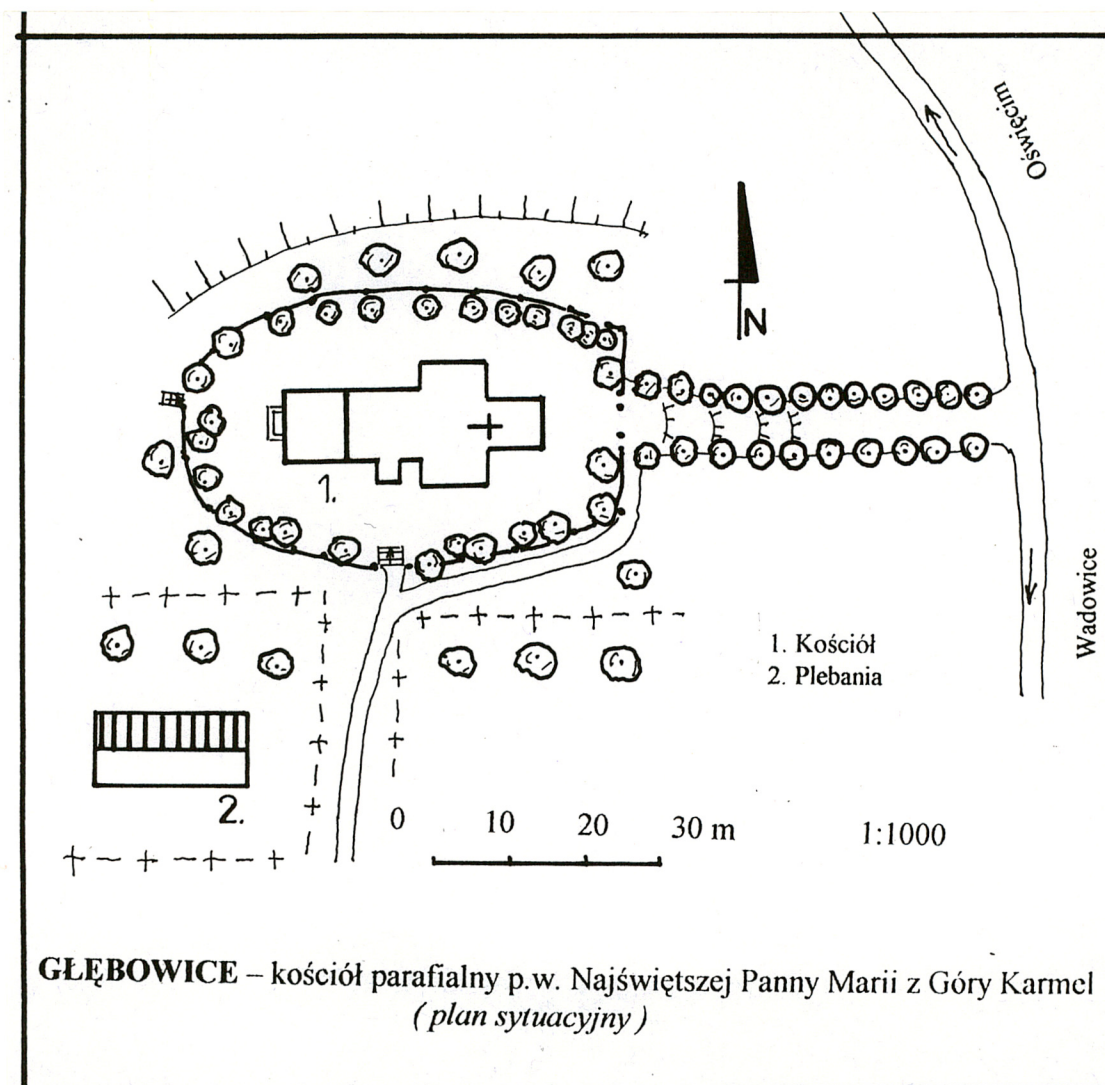 Oświęcim
N
1.
Wadowice
1. Kościół
2. Plebania
2.
0 10 20 30 m 1:1000
GŁĘBOWICE – kościół parafialny p.w. Najświętszej Panny Marii z Góry Karmel
( plan sytuacyjny )